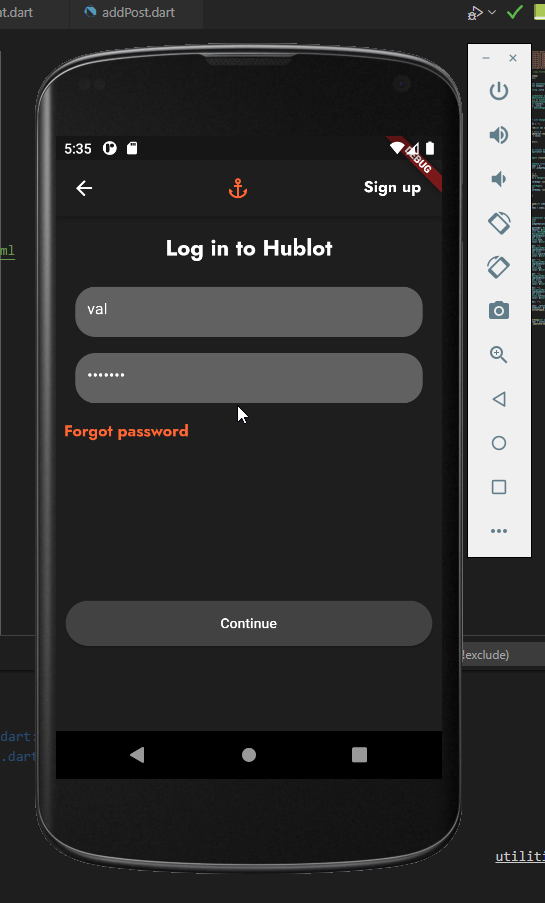 nt.dart
addPost.dart
5:35
DEBUG
Sign up
Log in to Hublot
ml
val
•••••••
Forgot password
Continue
!exclude)
dart:
.dart
utiliti